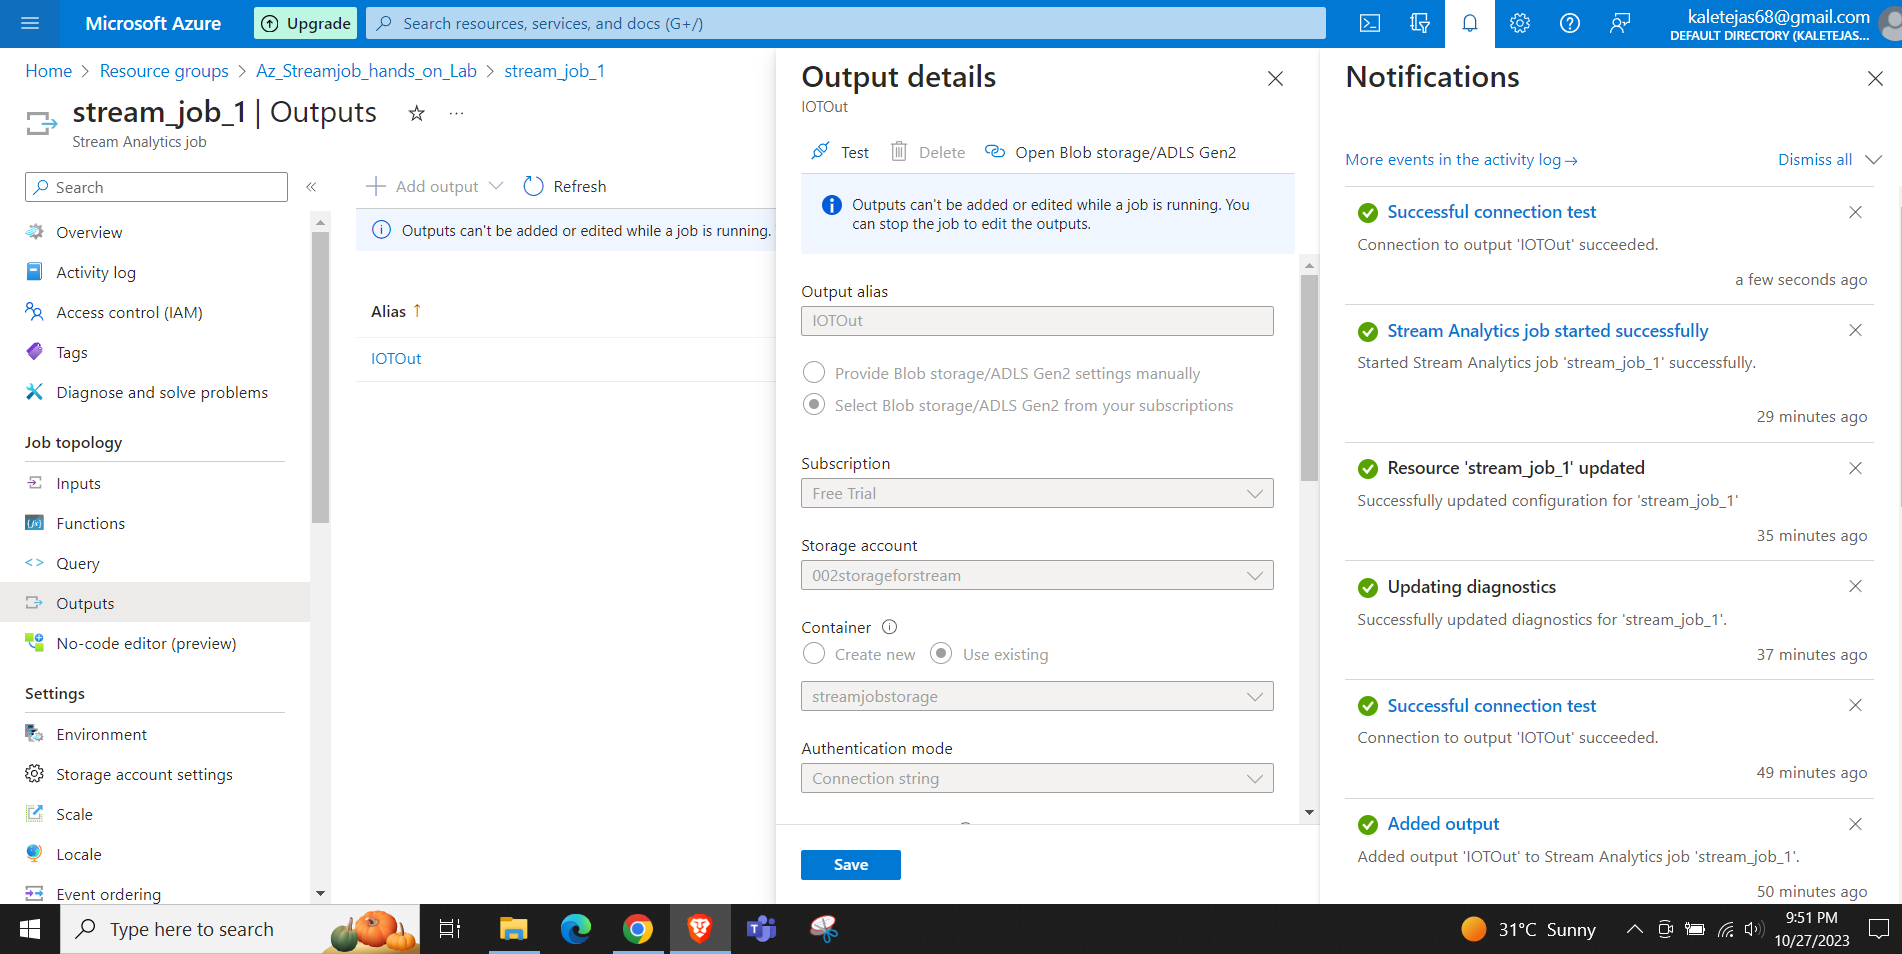 Microsoft Azure
Upgrade
Search resources, services, and docs (G+/)
kaletejas68@gmail.com
DEFAULT DIRECTORY (KALETEJAS...
Home > Resource groups > Az_Streamjob_hands_on_Lab > stream_job_1
stream_job_1 | Outputs
...
Stream Analytics job
Search
«
Overview
Activity log
Access control (IAM)
Tags
Diagnose and solve problems
Job topology
Inputs
Functions
Query
Outputs
No-code editor (preview)
Settings
Environment
Storage account settings
Scale
Locale
Event ordering
Add output
Refresh
Outputs can't be added or edited while a job is running.
Alias ↑
IOTOut
Output details
IOTOut
Test
Delete
Open Blob storage/ADLS Gen2
Outputs can't be added or edited while a job is running. You
can stop the job to edit the outputs.
Output alias
IOTOut
Provide Blob storage/ADLS Gen2 settings manually
Select Blob storage/ADLS Gen2 from your subscriptions
Subscription
Free Trial
Storage account
002storageforstream
Container
Create new
Use existing
streamjobstorage
Authentication mode
Connection string
Save
Notifications
More events in the activity log →
Dismiss all
Successful connection test
Connection to output 'IOTOut' succeeded.
a few seconds ago
Stream Analytics job started successfully
Started Stream Analytics job 'stream_job_1' successfully.
29 minutes ago
Resource 'stream_job_1' updated
Successfully updated configuration for 'stream_job_1'
35 minutes ago
Updating diagnostics
Successfully updated diagnostics for 'stream_job_1'.
37 minutes ago
Successful connection test
Connection to output 'IOTOut' succeeded.
49 minutes ago
Added output
Added output 'IOTOut' to Stream Analytics job 'stream_job_1'.
50 minutes ago
Type here to search
31°C Sunny
9:51 PM
10/27/2023